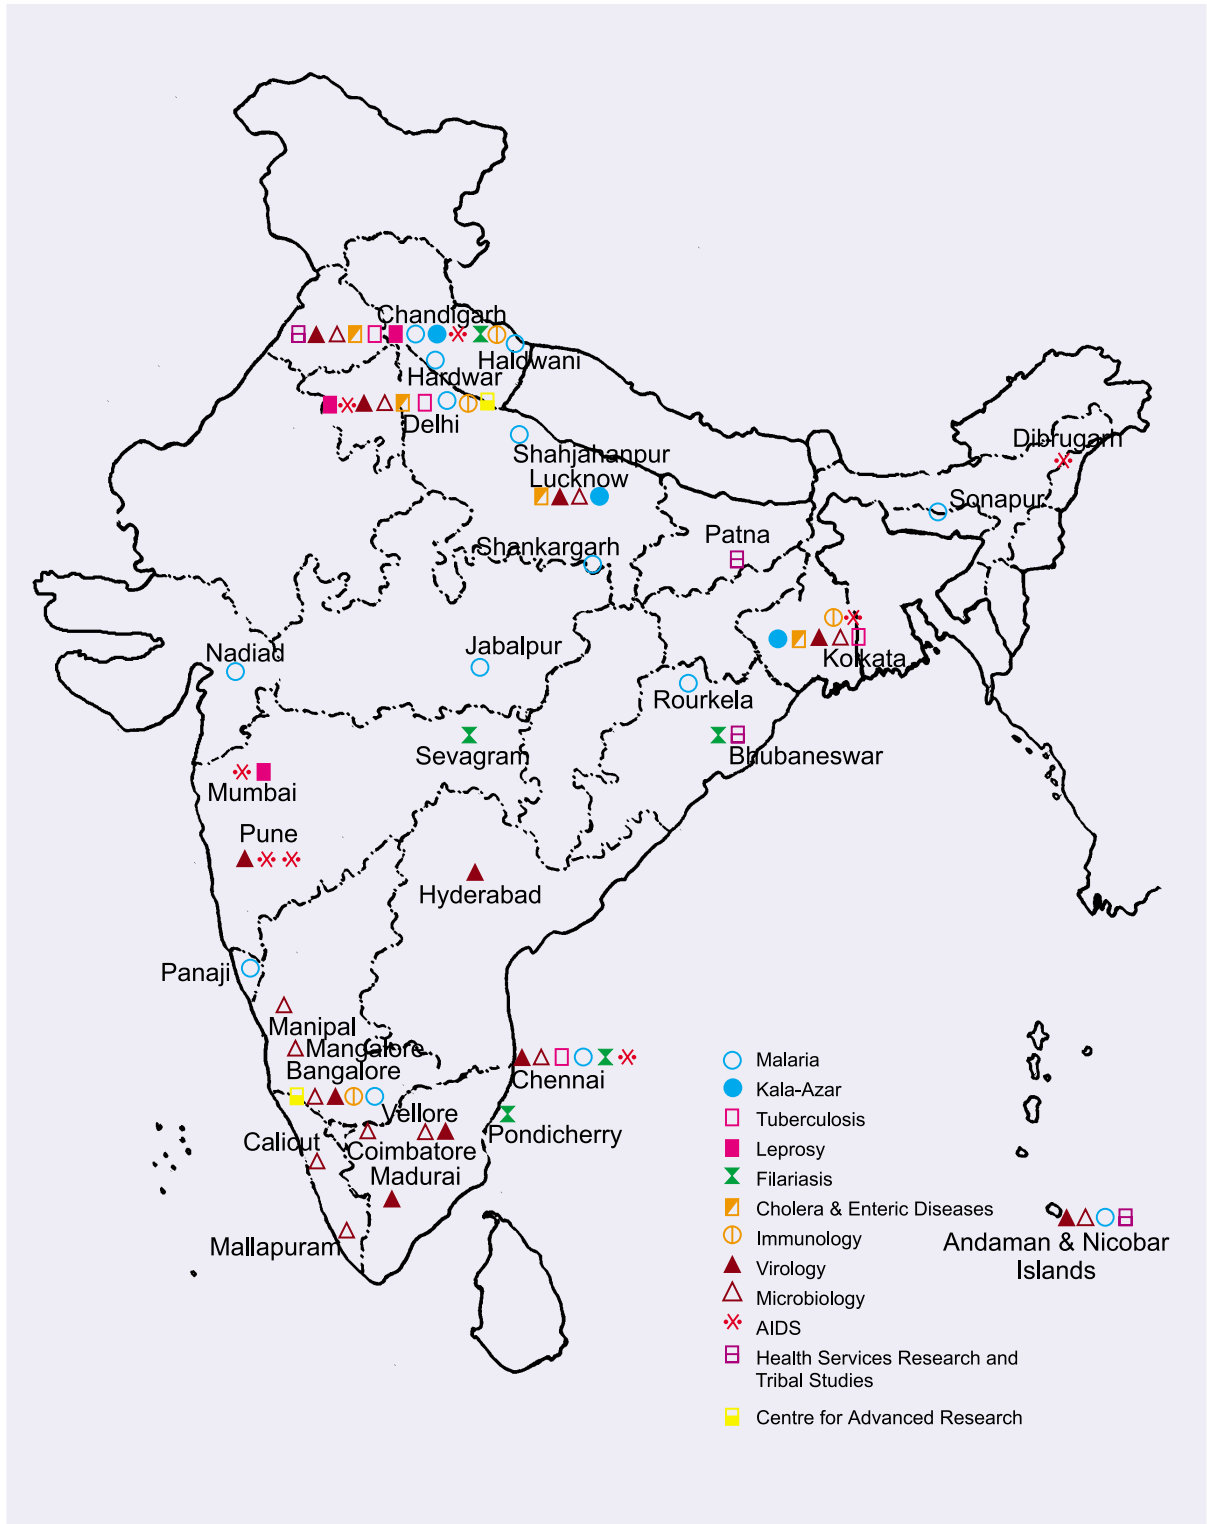 Chandigarh
Haldwani
Hardwar
Delhi
Dibrugarh
Shahjahanpur
Lucknow
Sonapur
Patna
Shankargarh
Jabalpur
Nadiad
Kolkata
Rourkela
Sevagram
Bhubaneswar
Mumbai
Pune
Hyderabad
Panaji
Manipal
Mangalore
Bangalore
Chennai
Vellore
Pondicherry
Calicut
Coimbatore
Madurai
Mallapuram
Andaman & Nicobar
Islands
Malaria
Kala-Azar
Tuberculosis
Leprosy
Filariasis
Cholera & Enteric Diseases
Immunology
Virology
Microbiology
AIDS
Health Services Research and
Tribal Studies
Centre for Advanced Research